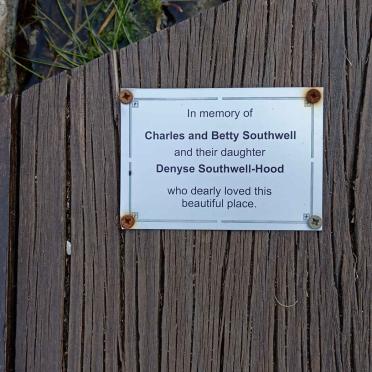 In memory of
Charles and Betty Southwell
and their daughter
Denyse Southwell-Hood
who dearly loved this
beautiful place.